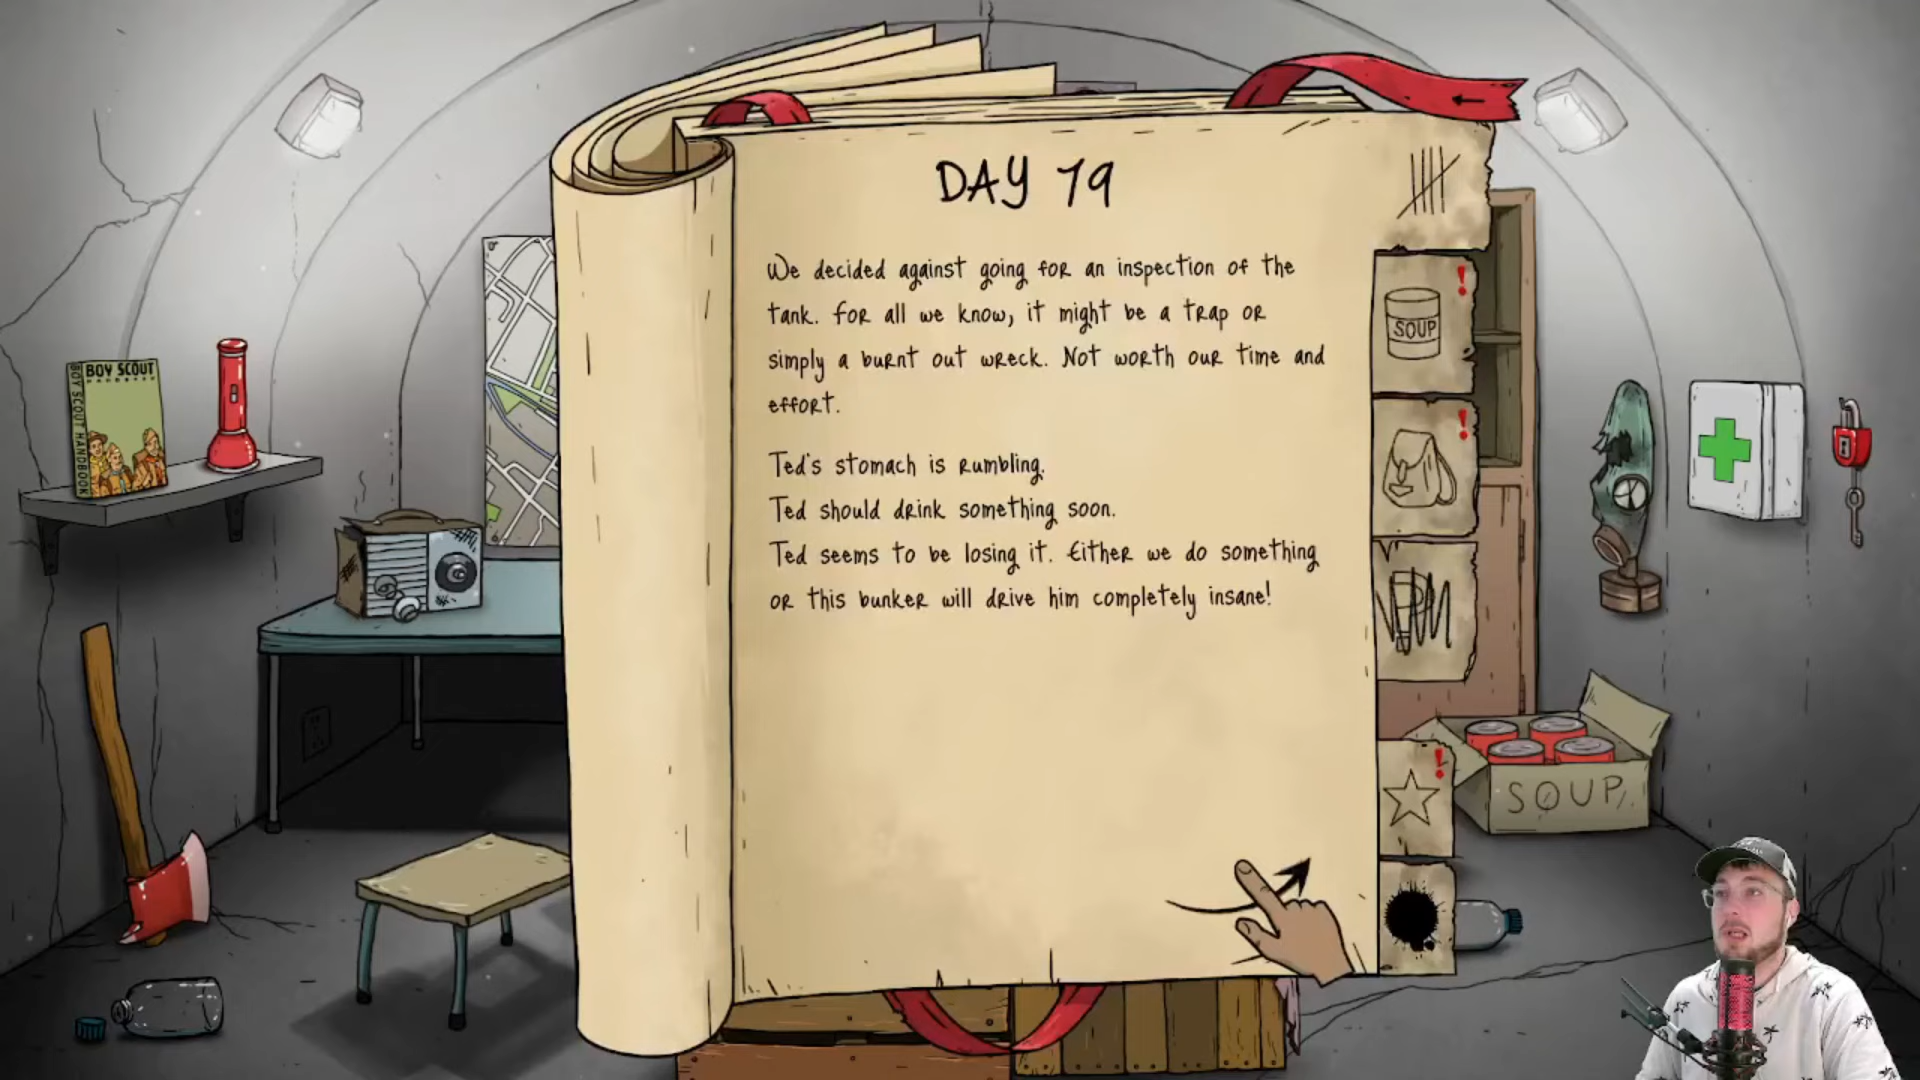 DAY 79
We decided against going for an inspection of the
tank. For all we know, it might be a trap or
simply a burnt out wreck. Not worth our time and
effort.
Ted's stomach is rumbling.
Ted should drink something soon.
Ted seems to be losing it. Either we do something
or this bunker will drive him completely insane!
BOY SCOUT
HANDBOOK
BOY SCOUT HANDBOOK
!
SOUP
!
!
SOUP